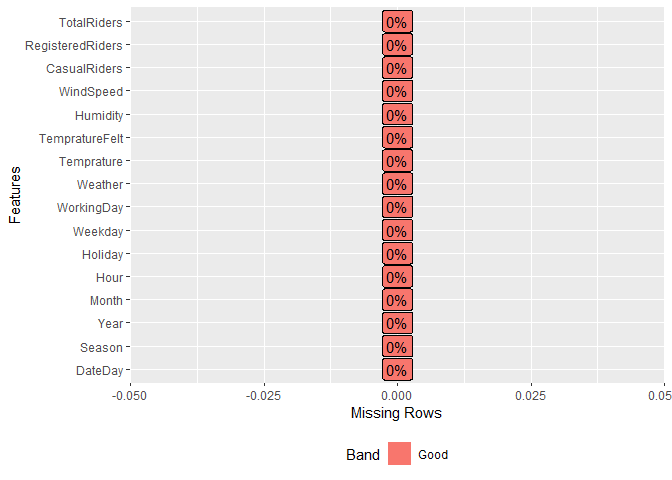 TotalRiders 0%
RegisteredRiders 0%
CasualRiders 0%
WindSpeed 0%
Humidity 0%
TempratureFelt 0%
Temprature 0%
Weather 0%
WorkingDay 0%
Weekday 0%
Holiday 0%
Hour 0%
Month 0%
Year 0%
Season 0%
DateDay 0%
Features
-0.050 -0.025 0.000 0.025 0.05
Missing Rows
Band Good